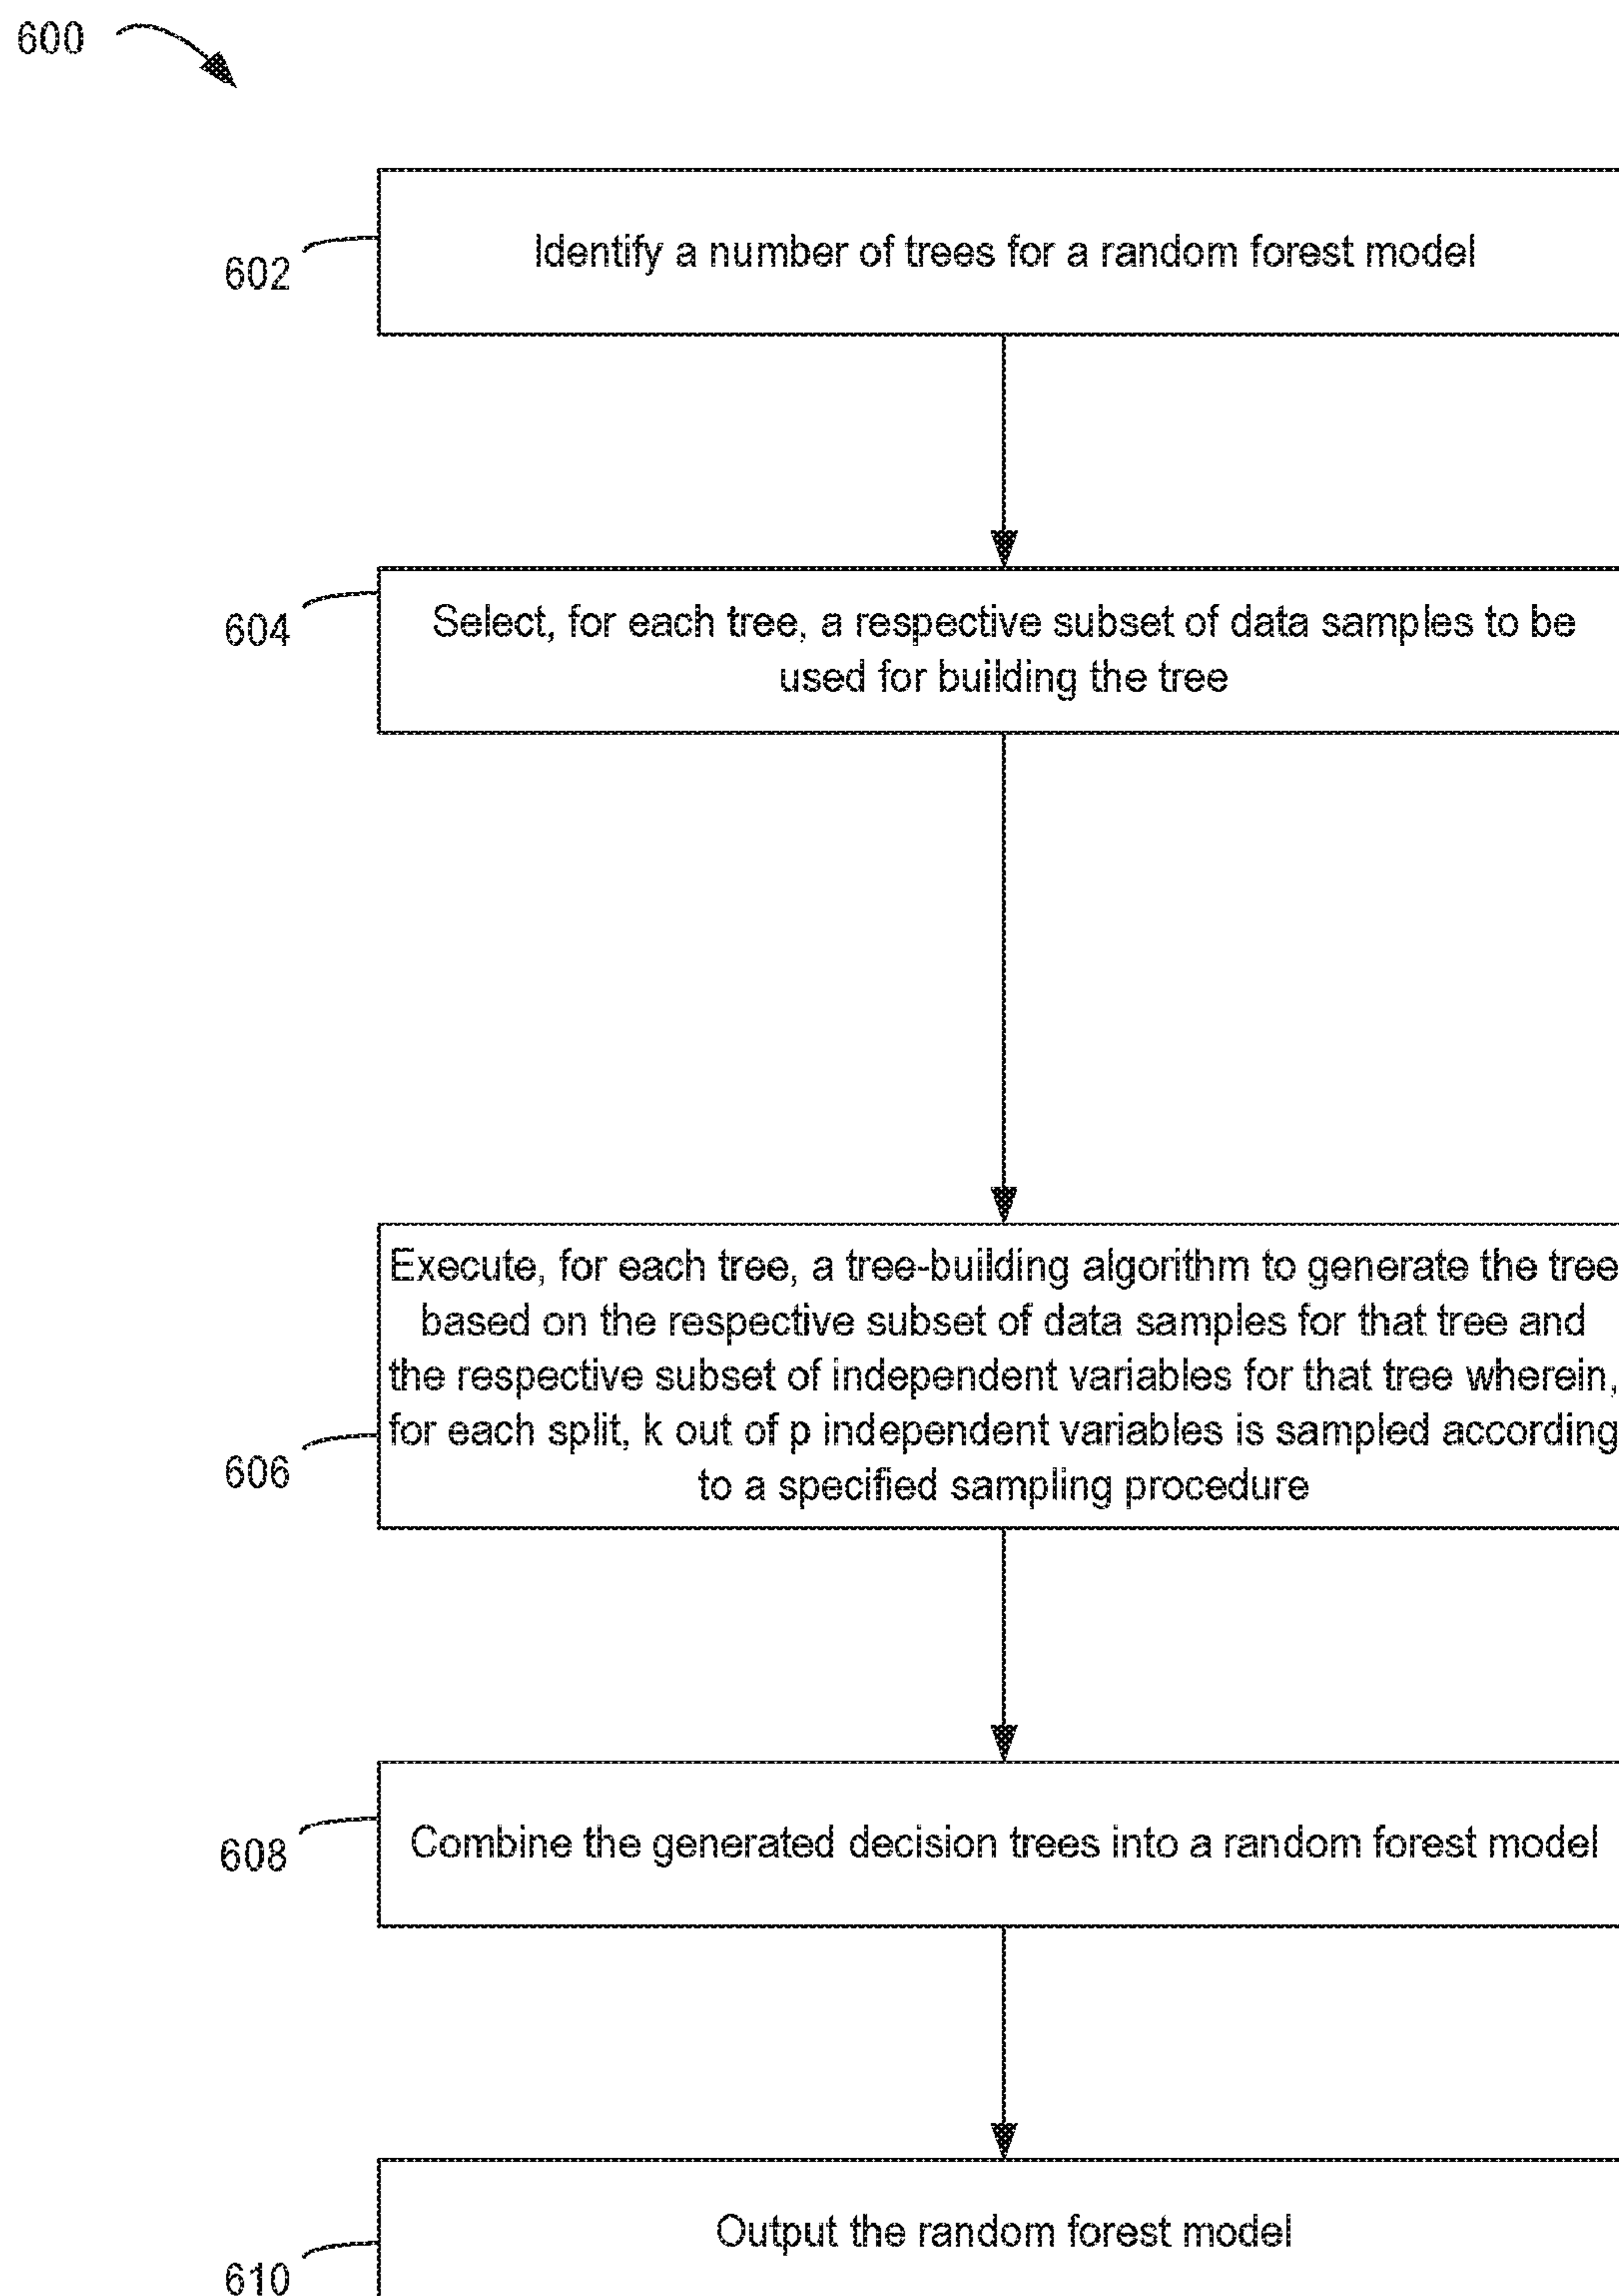 600
602
Identify a number of trees for a random forest model
604
Select, for each tree, a respective subset of data samples to be
used for building the tree
Execute, for each tree, a tree-building algorithm to generate the tree
based on the respective subset of data samples for that tree and
the respective subset of independent variables for that tree wherein,
for each split, k out of p independent variables is sampled according
to a specified sampling procedure
606
608
Combine the generated decision trees into a random forest model
Output the random forest model
610